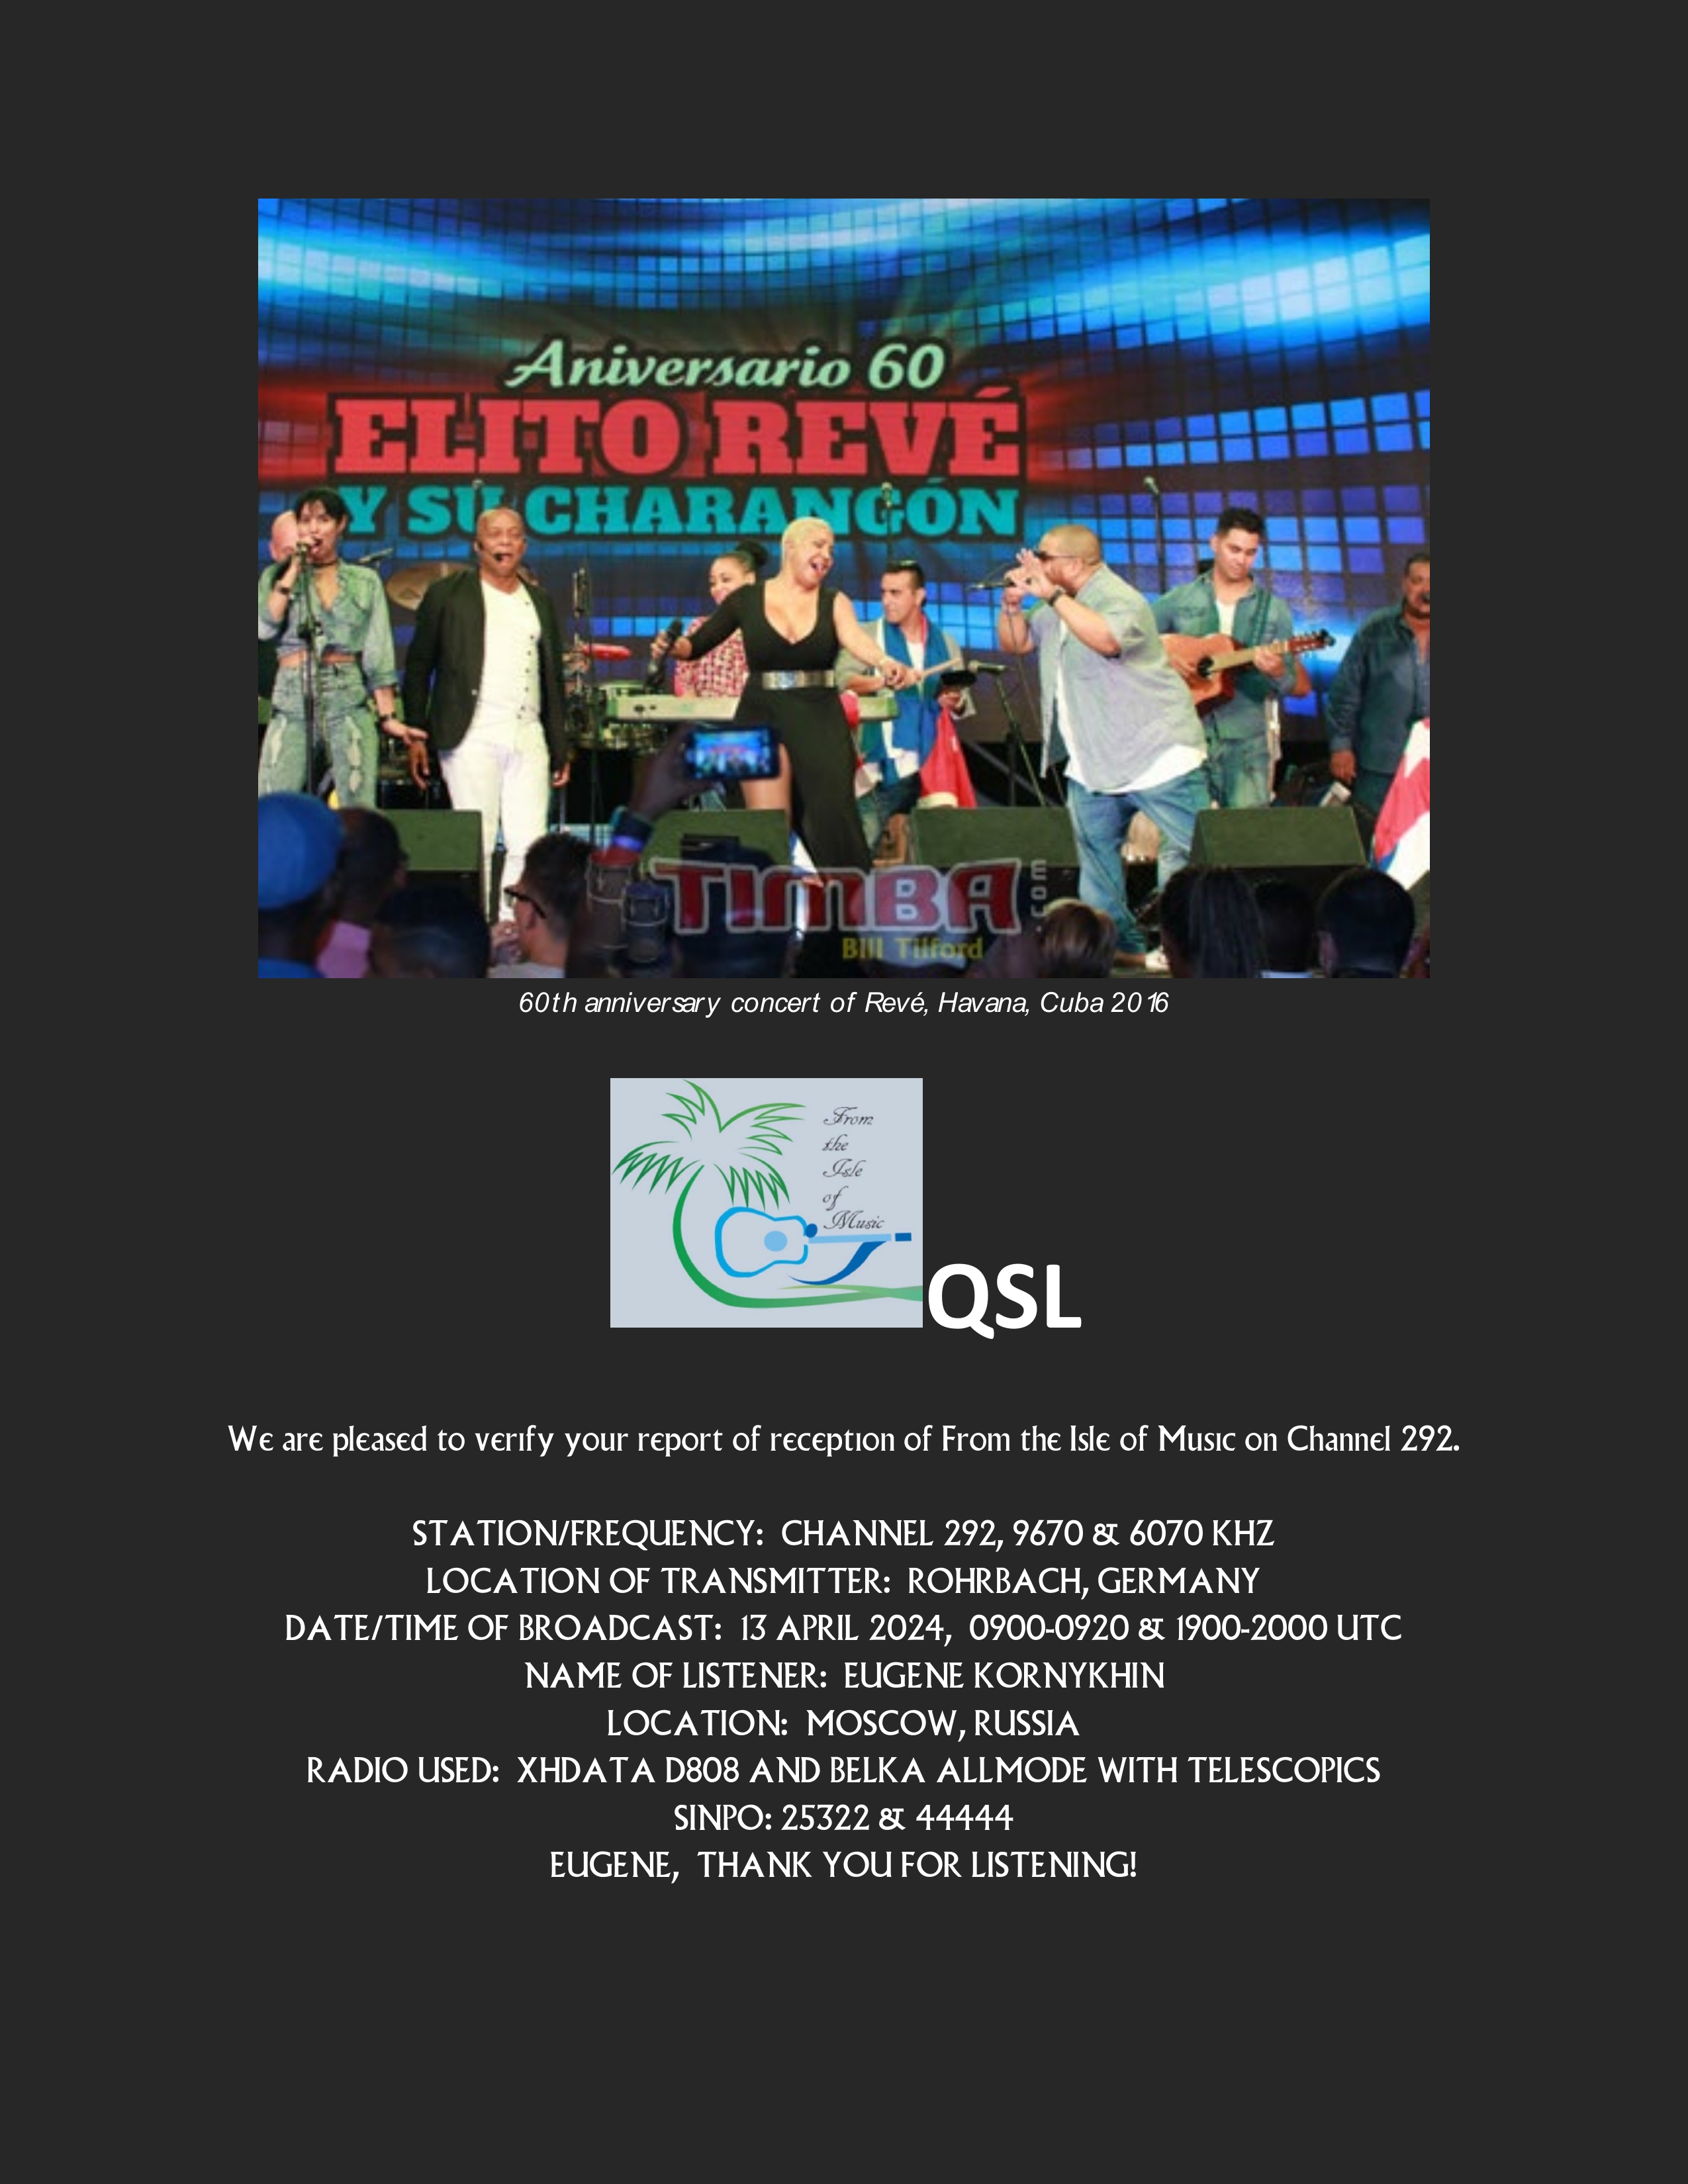 Aniversario 60
ELITO REVÉ
Y SU CHARANGÓN
TIMBA.com
Bill Tilford
60th anniversary concert of Revé, Havana, Cuba 2016
From
the
Isle
of
Music
QSL
We are pleased to verify your report of reception of From the Isle of Music on Channel 292.
STATION/FREQUENCY: CHANNEL 292, 9670 & 6070 KHZ
LOCATION OF TRANSMITTER: ROHRBACH, GERMANY
DATE/TIME OF BROADCAST: 13 APRIL 2024, 0900-0920 & 1900-2000 UTC
NAME OF LISTENER: EUGENE KORNYKHIN
LOCATION: MOSCOW, RUSSIA
RADIO USED: XHDATA D808 AND BELKA ALLMODE WITH TELESCOPICS
SINPO: 25322 & 44444
EUGENE, THANK YOU FOR LISTENING!